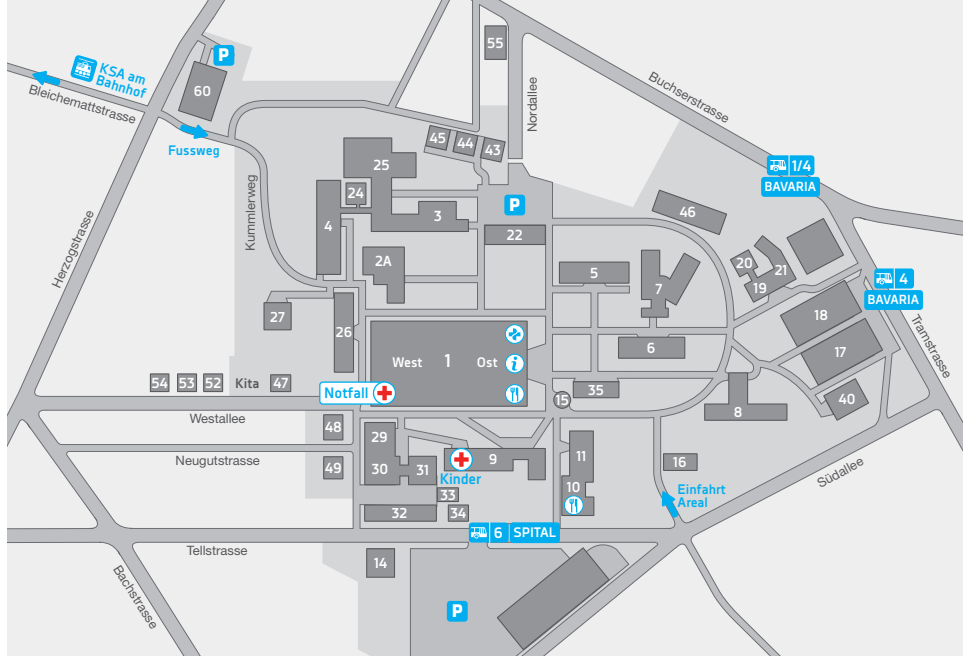 55
P
KSA am
Bahnhof
Bleichemattstrasse
60
Fussweg
Nordallee
Buchserstrasse
45
44
43
1/4
BAVARIA
25
24
4
3
P
22
46
Kummlerweg
Herzogstrasse
2A
5
7
20
21
19
4
BAVARIA
Tramstrasse
27
26
18
17
6
West
1
Ost
i
54
53
52
Kita
47
Notfall
15
35
8
40
Westallee
48
29
9
11
Neugutstrasse
49
30
31
Kinder
10
16
Südallee
Einfahrt
Areal
33
32
34
6
SPITAL
Tellstrasse
14
Bachstrasse
P